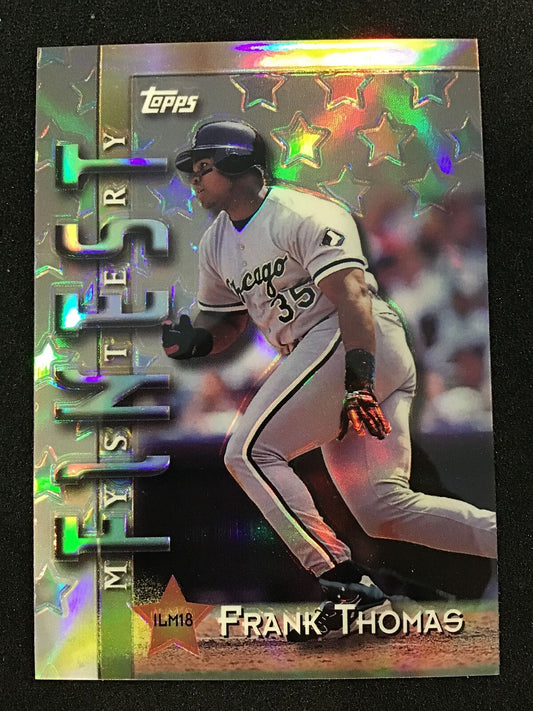 TOPPS
FINEST
MYSTERY
Chicago
35
ILM18
FRANK THOMAS